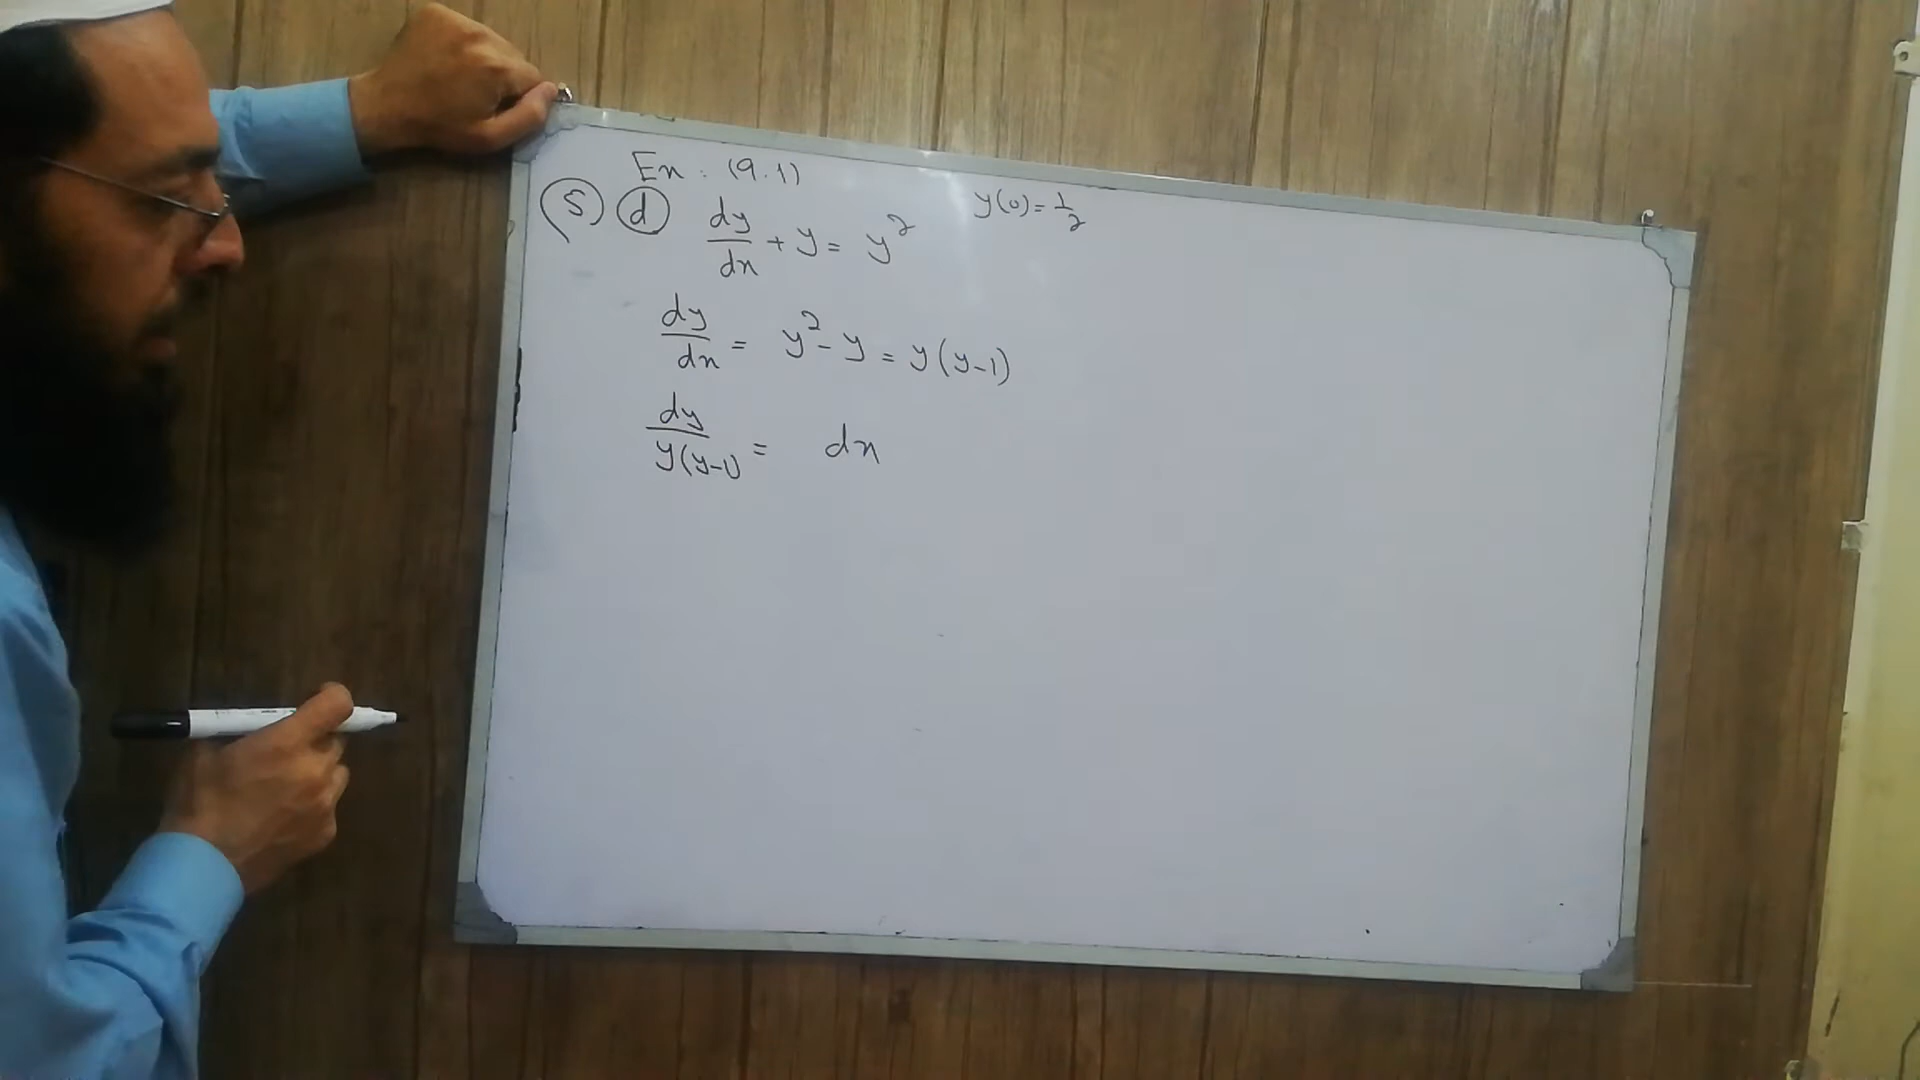 Ex : (9.1)
(5) (d) dy/dx + y = y² y(0) = 1/2
dy/dx = y² - y = y(y-1)
dy/y(y-1) = dx